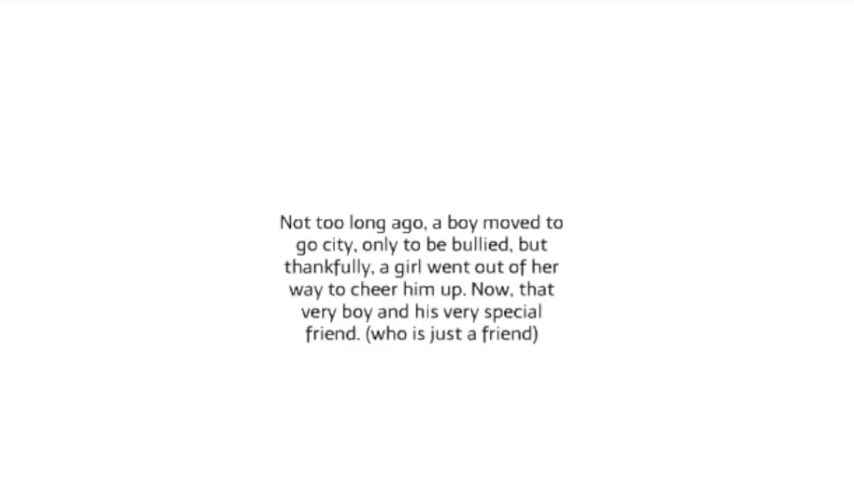 Not too long ago, a boy moved to
go city, only to be bullied, but
thankfully, a girl went out of her
way to cheer him up. Now, that
very boy and his very special
friend. (who is just a friend)